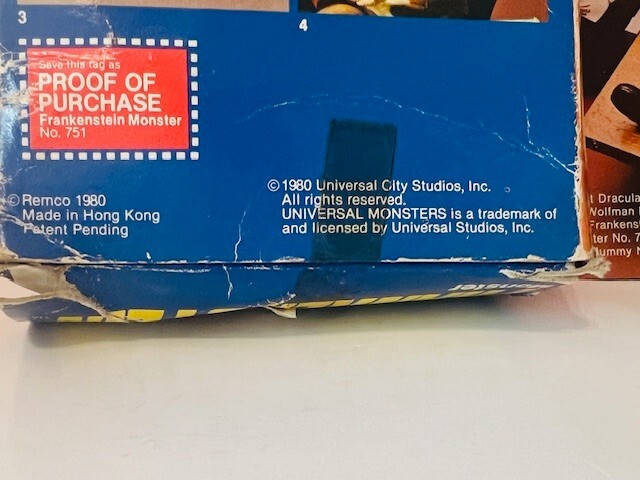 3
4
Save this tag as
PROOF OF
PURCHASE
Frankenstein Monster
No. 751
© Remco 1980
Made in Hong Kong
Patent Pending
© 1980 Universal City Studios, Inc.
All rights reserved.
UNIVERSAL MONSTERS is a trademark of
and licensed by Universal Studios, Inc.
Dracula
Wolfman